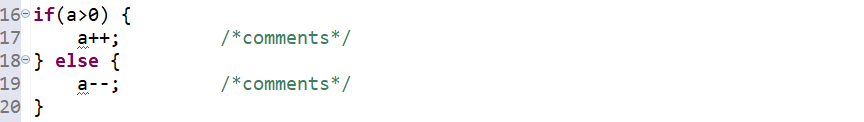 16 if(a>0) {
17     a++;         /*comments*/
18 } else {
19     a--;         /*comments*/
20 }